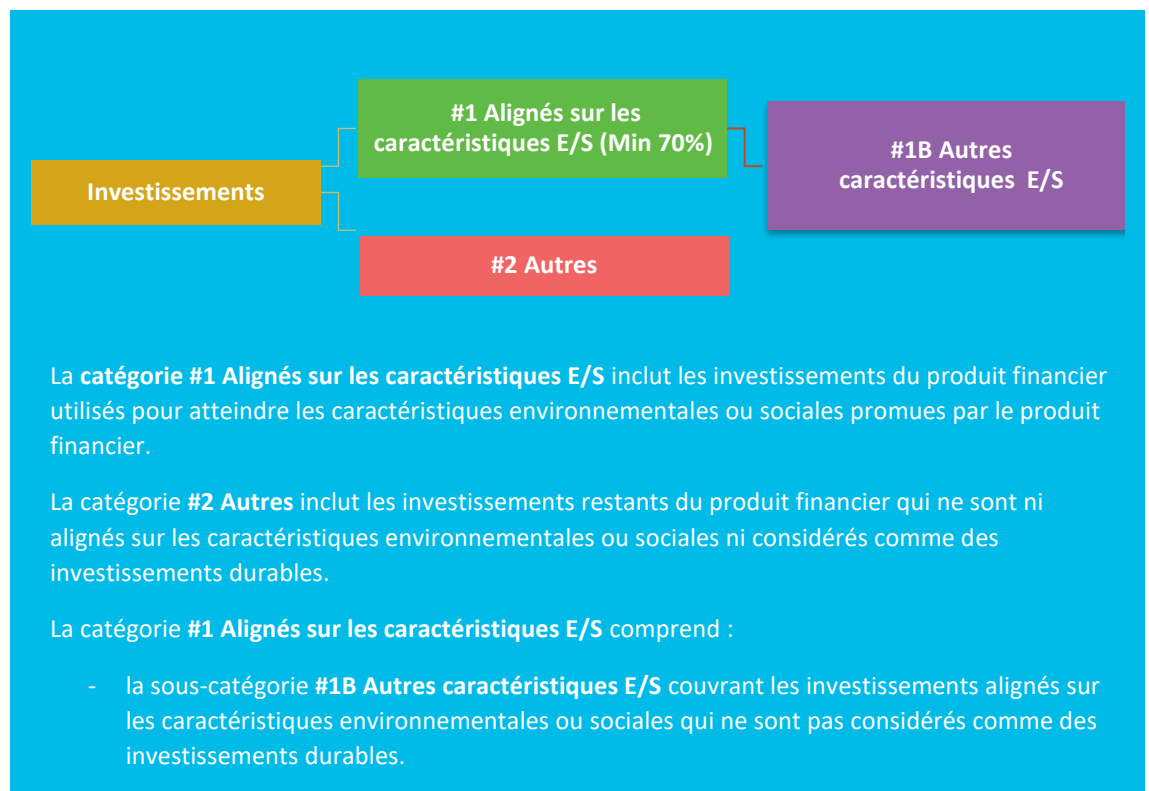 #1 Alignés sur les
caractéristiques E/S (Min 70%)
#1B Autres
caractéristiques E/S
Investissements
#2 Autres
La catégorie #1 Alignés sur les caractéristiques E/S inclut les investissements du produit financier
utilisés pour atteindre les caractéristiques environnementales ou sociales promues par le produit
financier.
La catégorie #2 Autres inclut les investissements restants du produit financier qui ne sont ni
alignés sur les caractéristiques environnementales ou sociales ni considérés comme des
investissements durables.
La catégorie #1 Alignés sur les caractéristiques E/S comprend :
- la sous-catégorie #1B Autres caractéristiques E/S couvrant les investissements alignés sur
les caractéristiques environnementales ou sociales qui ne sont pas considérés comme des
investissements durables.